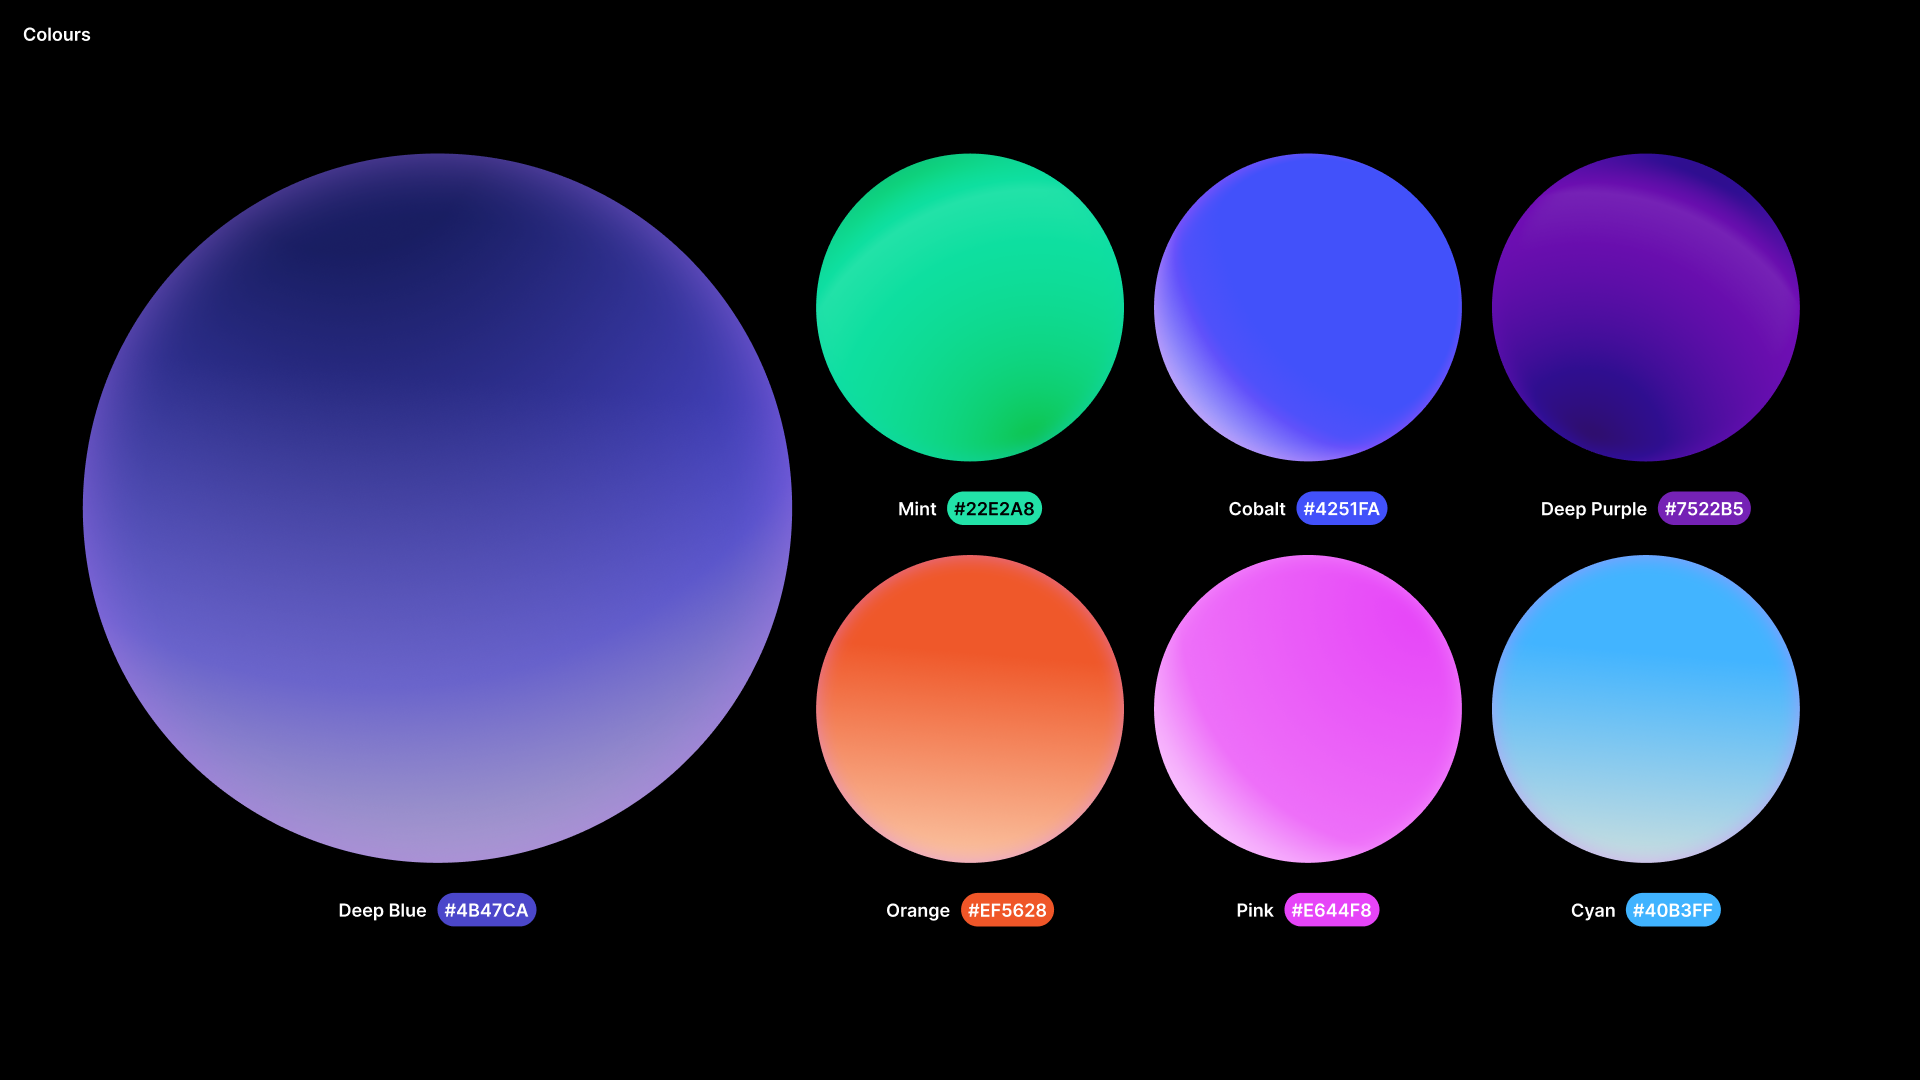 Colours
Mint #22E2A8
Cobalt #4251FA
Deep Purple #7522B5
Deep Blue #4B47CA
Orange #EF5628
Pink #E644F8
Cyan #40B3FF